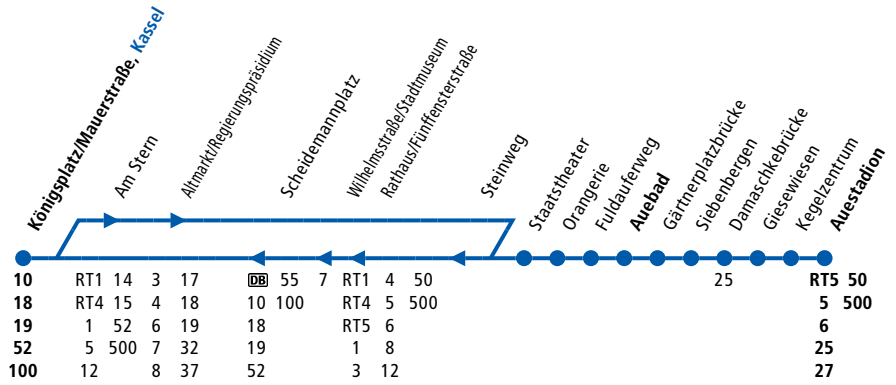 Königsplatz/Mauerstraße, Kassel
Am Stern
Altmarkt/Regierungspräsidium
Scheidemannplatz
Wilhelmsstraße/Stadtmuseum
Rathaus/Fünffensterstraße
Steinweg
Staatstheater
Orangerie
Fuldauferweg
Auebad
Gärtnerplatzbrücke
Siebenbergen
Damaschkebrücke
Giesewiesen
Kegelzentrum
Auestadion
10 RT1 14 3 17 DB 55 7 RT1 4 50 25 RT5 50
18 RT4 15 4 18 10 100 RT4 5 500 5 500
19 1 52 6 19 18 RT5 6 6
52 5 500 7 32 19 1 8 25
100 12 8 37 52 3 12 27